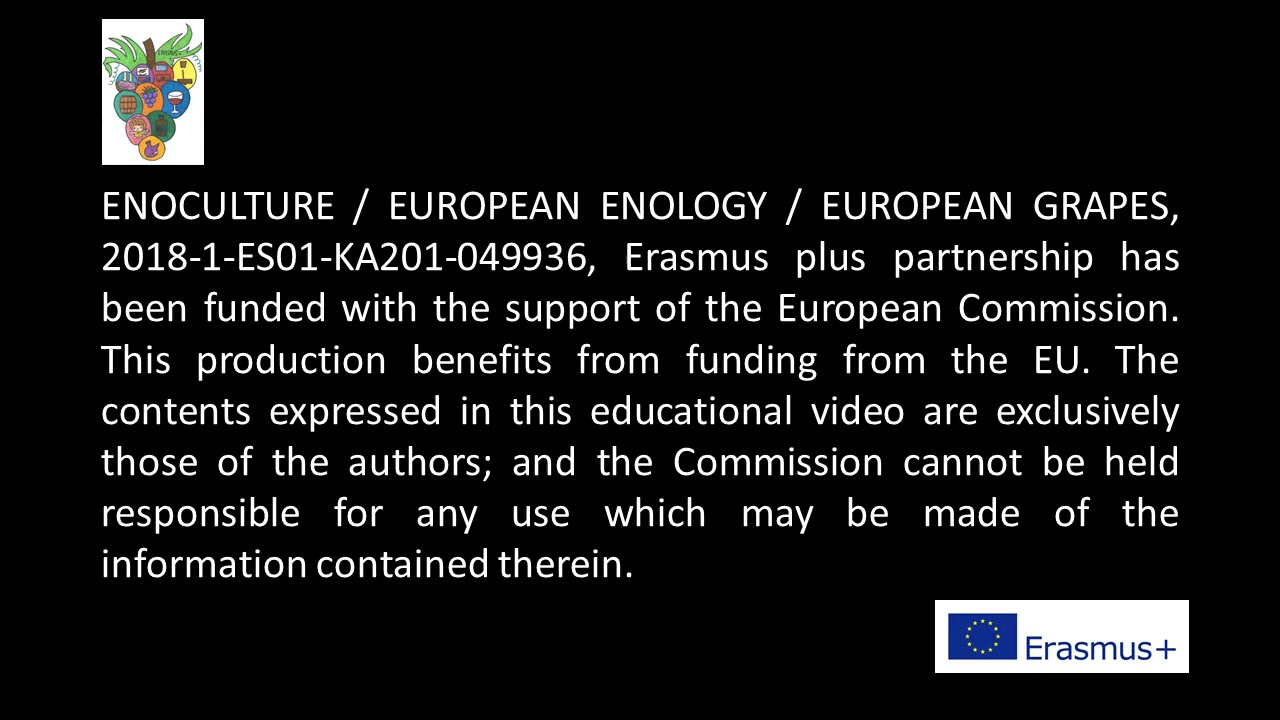 ERASMUS+
ENOCULTURE / EUROPEAN ENOLOGY / EUROPEAN GRAPES,
2018-1-ES01-KA201-049936, Erasmus plus partnership has
been funded with the support of the European Commission.
This production benefits from funding from the EU. The
contents expressed in this educational video are exclusively
those of the authors; and the Commission cannot be held
responsible for any use which may be made of the
information contained therein.
Erasmus+